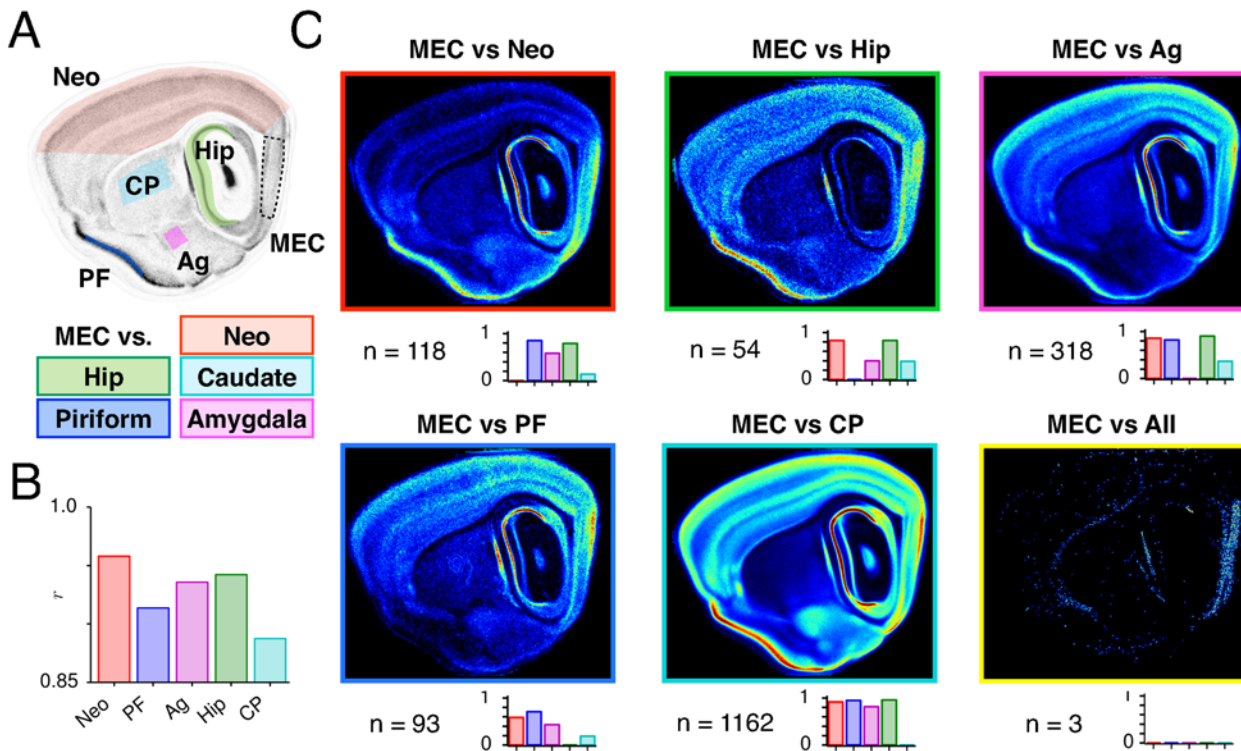 A
Neo
Hip
CP
MEC
Ag
PF
MEC vs.
Neo
Hip
Caudate
Piriform
Amygdala
B
1.0
r
0.85
Neo
PF
Ag
Hip
CP
C
MEC vs Neo
MEC vs Hip
MEC vs Ag
n = 118
1
0
n = 54
1
0
n = 318
1
0
MEC vs PF
MEC vs CP
MEC vs All
n = 93
1
0
n = 1162
1
0
n = 3
1
0